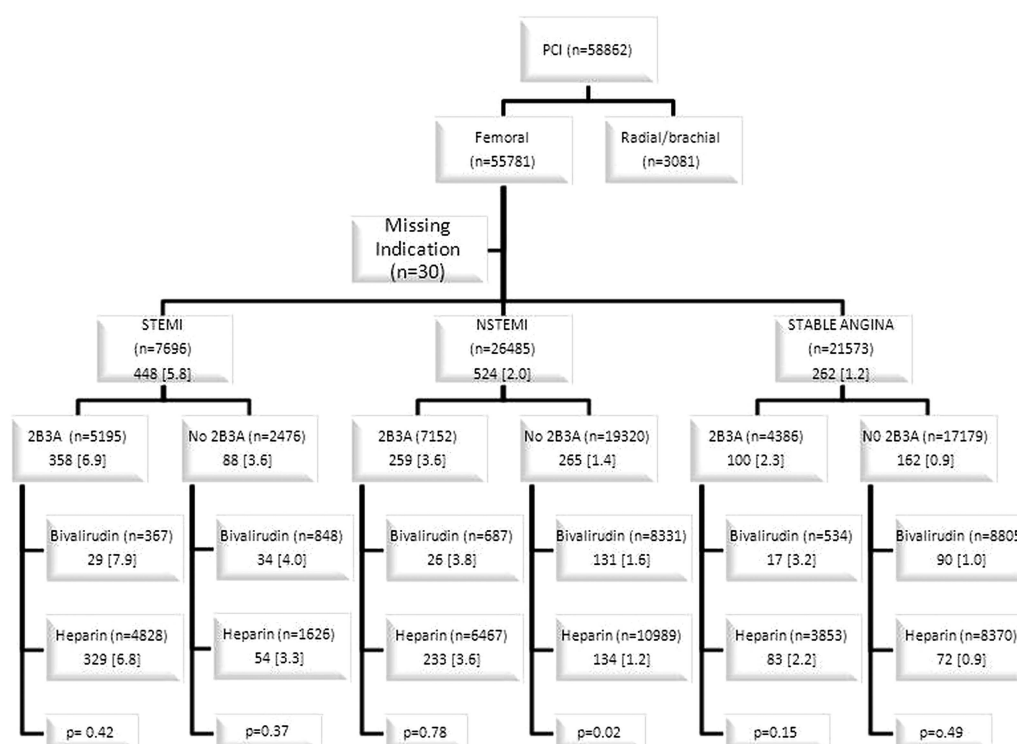 PCI (n=58862)
Femoral
(n=55781)
Radial/brachial
(n=3081)
Missing
Indication
(n=30)
STEMI
(n=7696)
448 [5.8]
NSTEMI
(n=26485)
524 [2.0]
STABLE ANGINA
(n=21573)
262 [1.2]
2B3A (n=5195)
358 [6.9]
No 2B3A (n=2476)
88 [3.6]
2B3A (7152)
259 [3.6]
No 2B3A (n=19320)
265 [1.4]
2B3A (n=4386)
100 [2.3]
N0 2B3A (n=17179)
162 [0.9]
Bivalirudin (n=367)
29 [7.9]
Bivalirudin (n=848)
34 [4.0]
Bivalirudin (n=687)
26 [3.8]
Bivalirudin (n=8331)
131 [1.6]
Bivalirudin (n=534)
17 [3.2]
Bivalirudin (n=8805
90 [1.0]
Heparin (n=4828)
329 [6.8]
Heparin (n=1626)
54 [3.3]
Heparin (n=6467)
233 [3.6]
Heparin (n=10989)
134 [1.2]
Heparin (n=3853)
83 [2.2]
Heparin (n=8370)
72 [0.9]
p= 0.42
p=0.37
p=0.78
p=0.02
p=0.15
p=o.49